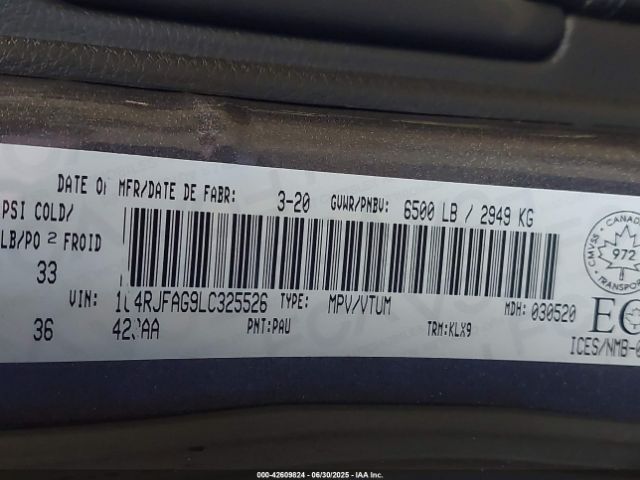 DATE OF MFR/DATE DE FABR: 3-20 GVWR/PNBV: 6500 LB / 2949 KG
PSI COLD/
LB/PO 2 FROID
33
VIN: 1C4RJFAG9LC325526 TYPE: MPV/VTUM MDH: 030520
36 PNT:PAU TRM:KLX9
CANADA
CMVSS
972
TRANSPORT
ICES/NMB-
000-42609824 / 06/30/2025 / IAA Inc.